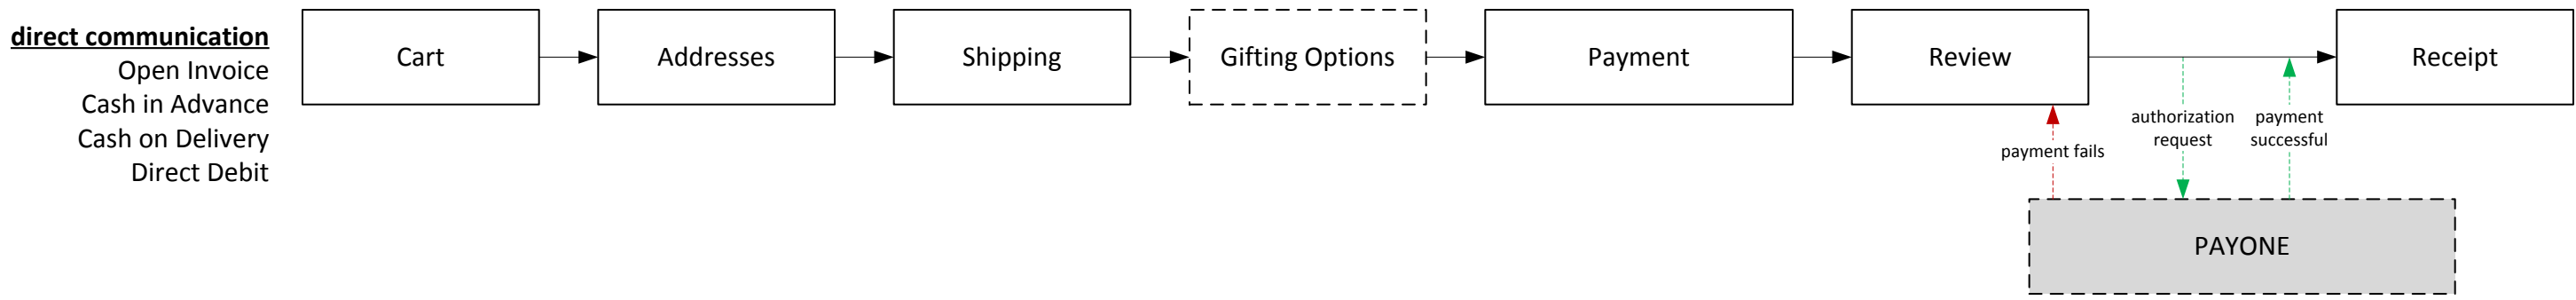 direct communication
Open Invoice
Cash in Advance
Cash on Delivery
Direct Debit
Cart
Addresses
Shipping
Gifting Options
Payment
Review
Receipt
payment fails
authorization
request
payment
successful
PAYONE